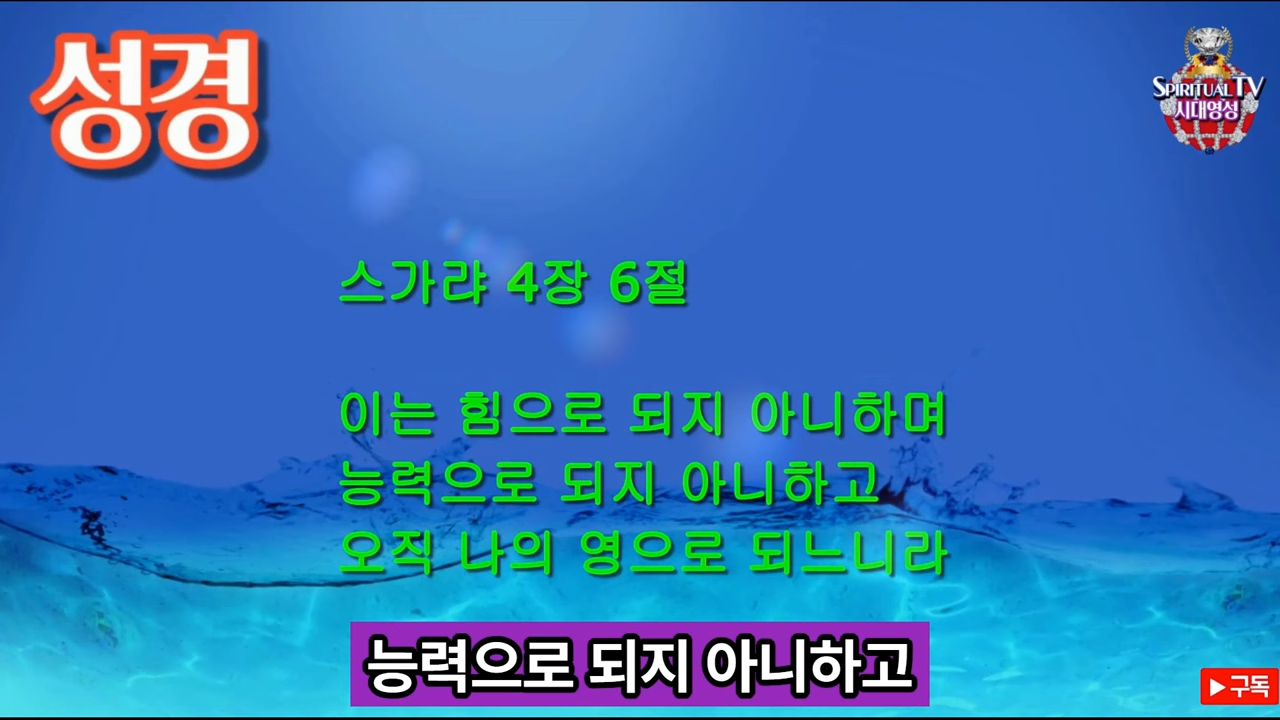 성경
SPIRITUAL TV
시대영성
스가랴 4장 6절
이는 힘으로 되지 아니하며
능력으로 되지 아니하고
오직 나의 영으로 되느니라
능력으로 되지 아니하고
구독